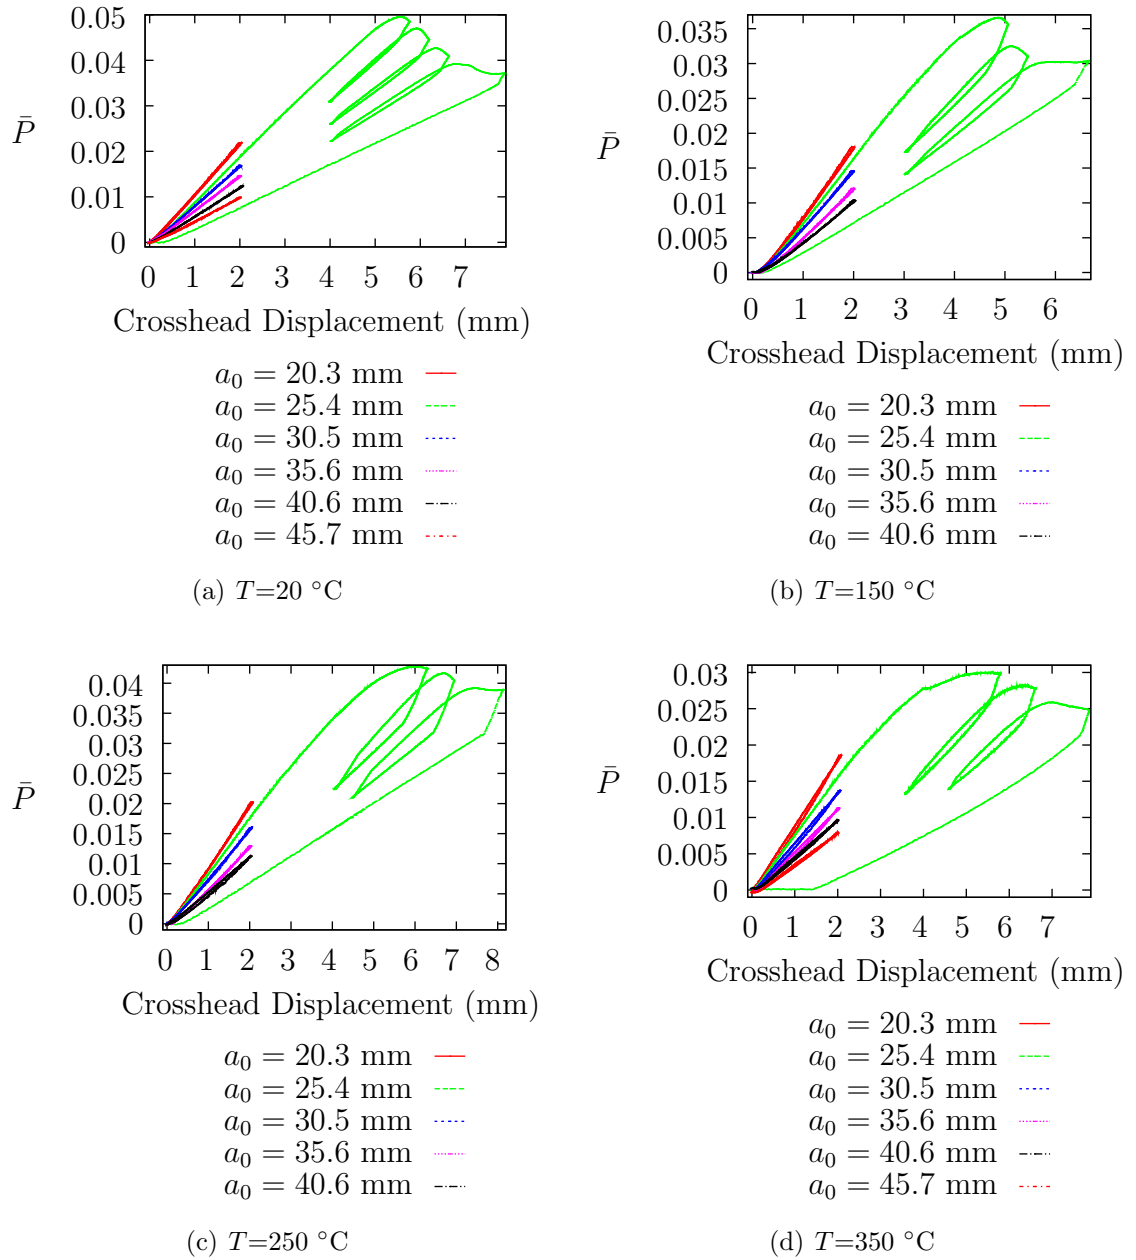 0.05
0.04
0.03
0.02
0.01
0
P̄
0 1 2 3 4 5 6 7
Crosshead Displacement (mm)
a₀ = 20.3 mm
a₀ = 25.4 mm
a₀ = 30.5 mm
a₀ = 35.6 mm
a₀ = 40.6 mm
a₀ = 45.7 mm
(a) T=20 °C
0.035
0.03
0.025
0.02
0.015
0.01
0.005
0
P̄
0 1 2 3 4 5 6
Crosshead Displacement (mm)
a₀ = 20.3 mm
a₀ = 25.4 mm
a₀ = 30.5 mm
a₀ = 35.6 mm
a₀ = 40.6 mm
(b) T=150 °C
0.04
0.035
0.03
0.025
0.02
0.015
0.01
0.005
0
P̄
0 1 2 3 4 5 6 7 8
Crosshead Displacement (mm)
a₀ = 20.3 mm
a₀ = 25.4 mm
a₀ = 30.5 mm
a₀ = 35.6 mm
a₀ = 40.6 mm
(c) T=250 °C
0.03
0.025
0.02
0.015
0.01
0.005
0
P̄
0 1 2 3 4 5 6 7
Crosshead Displacement (mm)
a₀ = 20.3 mm
a₀ = 25.4 mm
a₀ = 30.5 mm
a₀ = 35.6 mm
a₀ = 40.6 mm
a₀ = 45.7 mm
(d) T=350 °C